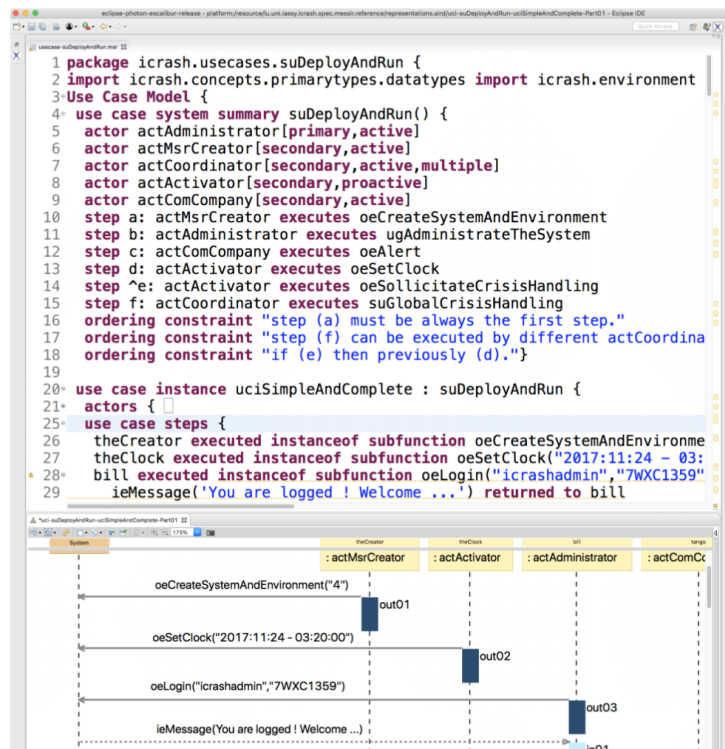 eclipse-photon-excalibur-release - platform:/resource/lu.uni.lassy.icrash.spec.messir.reference/representations.aird/uci-suDeployAndRun-uciSimpleAndComplete-Part01 - Eclipse IDE
Quick Access
usecase-suDeployAndRun.msr
1 package icrash.usecases.suDeployAndRun {
2 import icrash.concepts.primarytypes.datatypes import icrash.environment
3 Use Case Model {
4 use case system summary suDeployAndRun() {
5 actor actAdministrator[primary,active]
6 actor actMsrCreator[secondary,active]
7 actor actCoordinator[secondary,active,multiple]
8 actor actActivator[secondary,proactive]
9 actor actComCompany[secondary,active]
10 step a: actMsrCreator executes oeCreateSystemAndEnvironment
11 step b: actAdministrator executes ugAdministrateTheSystem
12 step c: actComCompany executes oeAlert
13 step d: actActivator executes oeSetClock
14 step ^e: actActivator executes oeSollicitateCrisisHandling
15 step f: actCoordinator executes suGlobalCrisisHandling
16 ordering constraint "step (a) must be always the first step."
17 ordering constraint "step (f) can be executed by different actCoordina
18 ordering constraint "if (e) then previously (d)."}
19
20 use case instance uciSimpleAndComplete : suDeployAndRun {
21 actors {
25 use case steps {
26 theCreator executed instanceof subfunction oeCreateSystemAndEnvironme
27 theClock executed instanceof subfunction oeSetClock("2017:11:24 - 03:
28 bill executed instanceof subfunction oeLogin("icrashadmin","7WXC1359"
29 ieMessage('You are logged ! Welcome ...') returned to bill
*uci-suDeployAndRun-uciSimpleAndComplete-Part01
175%
System theCreator theClock bill tango
: actMsrCreator : actActivator : actAdministrator : actComCo
oeCreateSystemAndEnvironment("4")
out01
oeSetClock("2017:11:24 - 03:20:00")
out02
oeLogin("icrashadmin","7WXC1359")
out03
ieMessage(You are logged ! Welcome ...)
in01